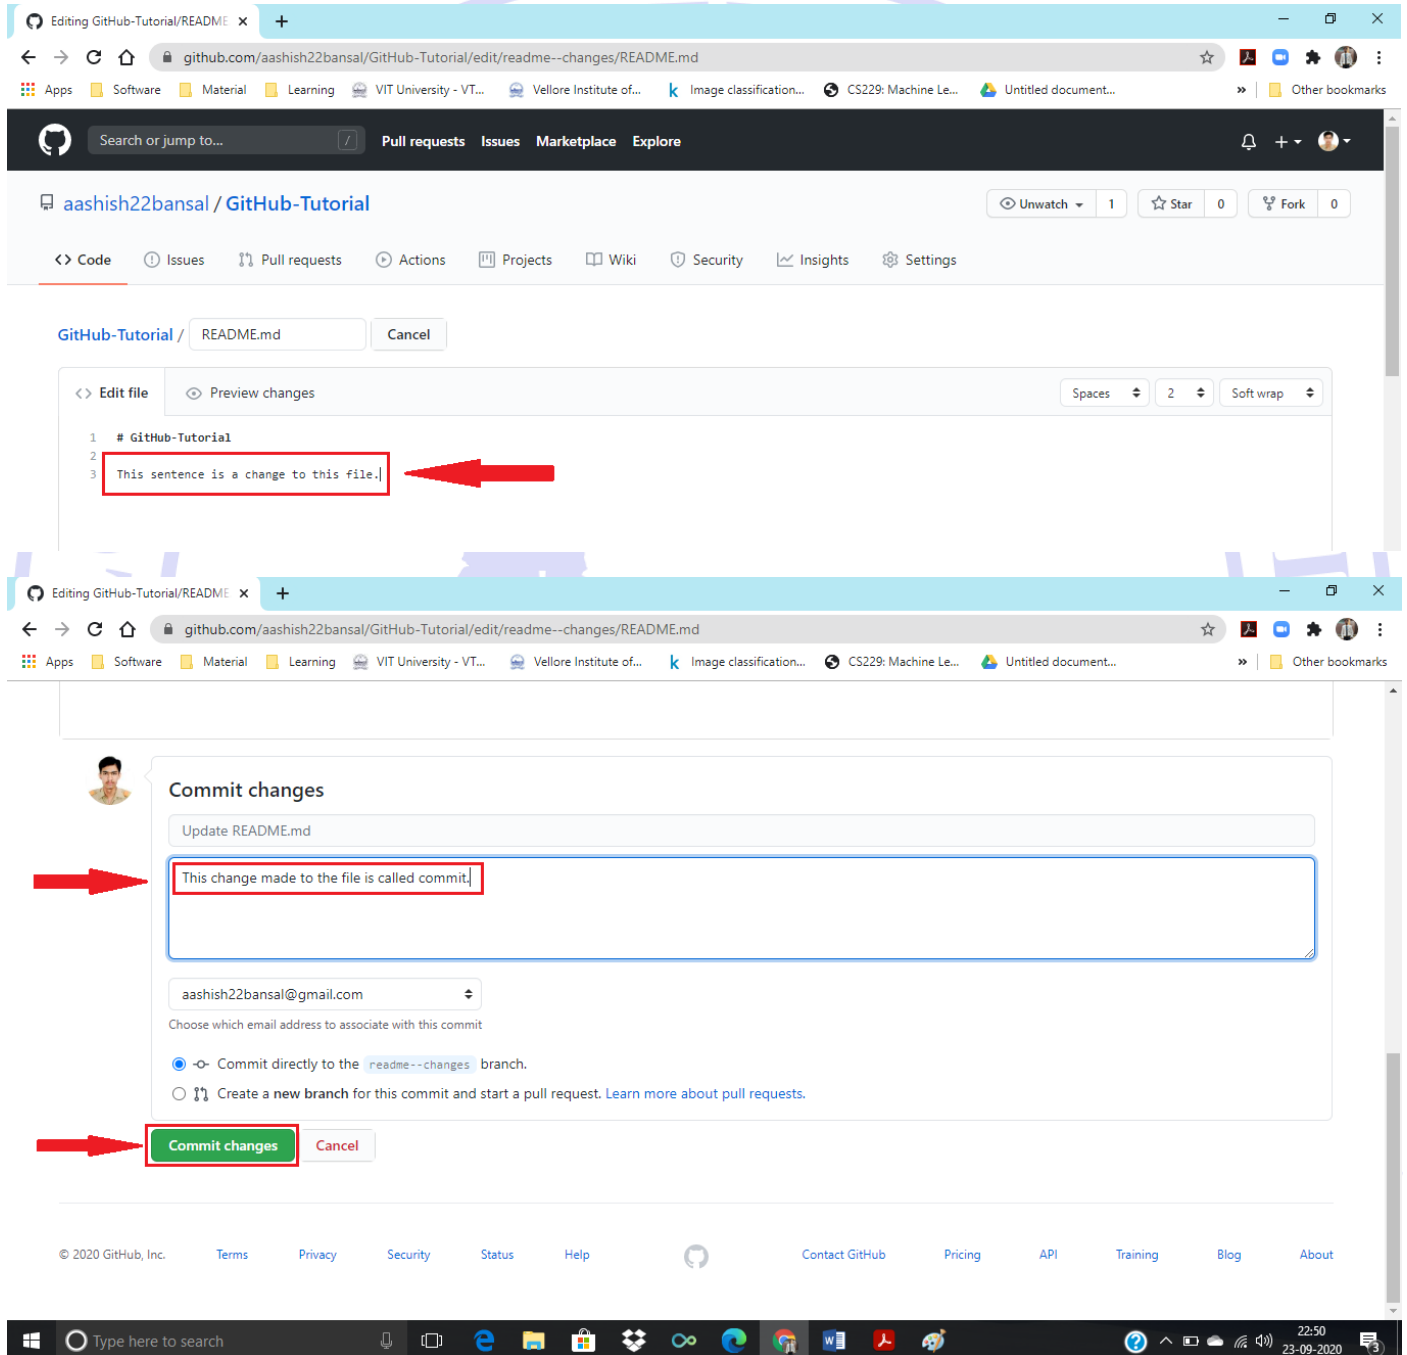 Editing GitHub-Tutorial/README
github.com/aashish22bansal/GitHub-Tutorial/edit/readme--changes/README.md
Apps Software Material Learning VIT University - VT... Vellore Institute of... k Image classification... CS229: Machine Le... Untitled document... » Other bookmarks
Search or jump to... / Pull requests Issues Marketplace Explore
aashish22bansal / GitHub-Tutorial Unwatch 1 Star 0 Fork 0
<> Code Issues Pull requests Actions Projects Wiki Security Insights Settings
GitHub-Tutorial / README.md Cancel
<> Edit file Preview changes Spaces 2 Soft wrap
1 # GitHub-Tutorial
2
3 This sentence is a change to this file.
Editing GitHub-Tutorial/README
github.com/aashish22bansal/GitHub-Tutorial/edit/readme--changes/README.md
Apps Software Material Learning VIT University - VT... Vellore Institute of... k Image classification... CS229: Machine Le... Untitled document... » Other bookmarks
Commit changes
Update README.md
This change made to the file is called commit.
aashish22bansal@gmail.com
Choose which email address to associate with this commit
Commit directly to the readme--changes branch.
Create a new branch for this commit and start a pull request. Learn more about pull requests.
Commit changes Cancel
© 2020 GitHub, Inc. Terms Privacy Security Status Help Contact GitHub Pricing API Training Blog About
Type here to search 22:50
23-09-2020 3